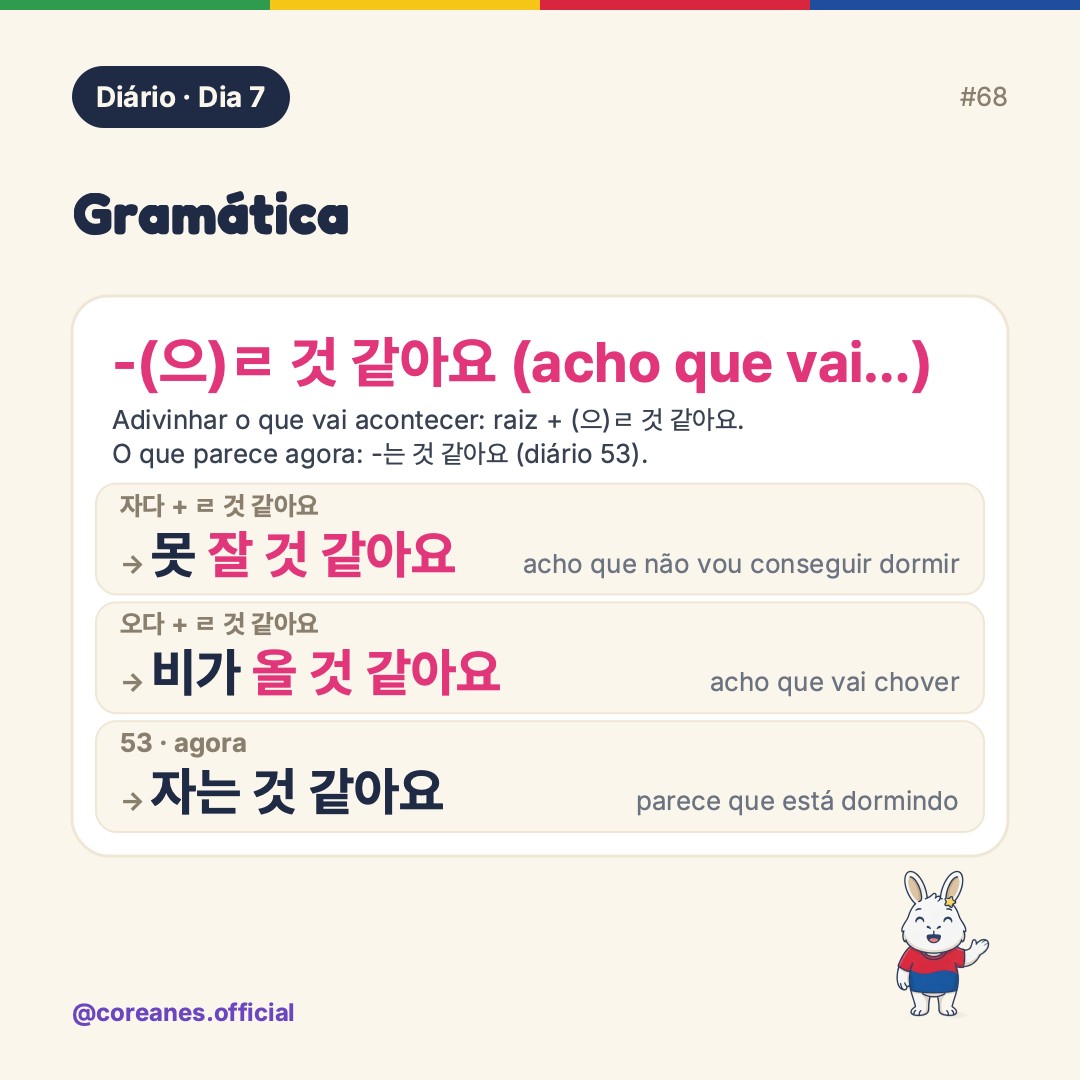 Diário · Dia 7
#68
Gramática
-(으)ㄹ 것 같아요 (acho que vai...)
Adivinhar o que vai acontecer: raiz + (으)ㄹ 것 같아요.
O que parece agora: -는 것 같아요 (diário 53).
자다 + ㄹ 것 같아요
→ 못 잘 것 같아요 acho que não vou conseguir dormir
오다 + ㄹ 것 같아요
→ 비가 올 것 같아요 acho que vai chover
53 · agora
→ 자는 것 같아요 parece que está dormindo
@coreanes.official